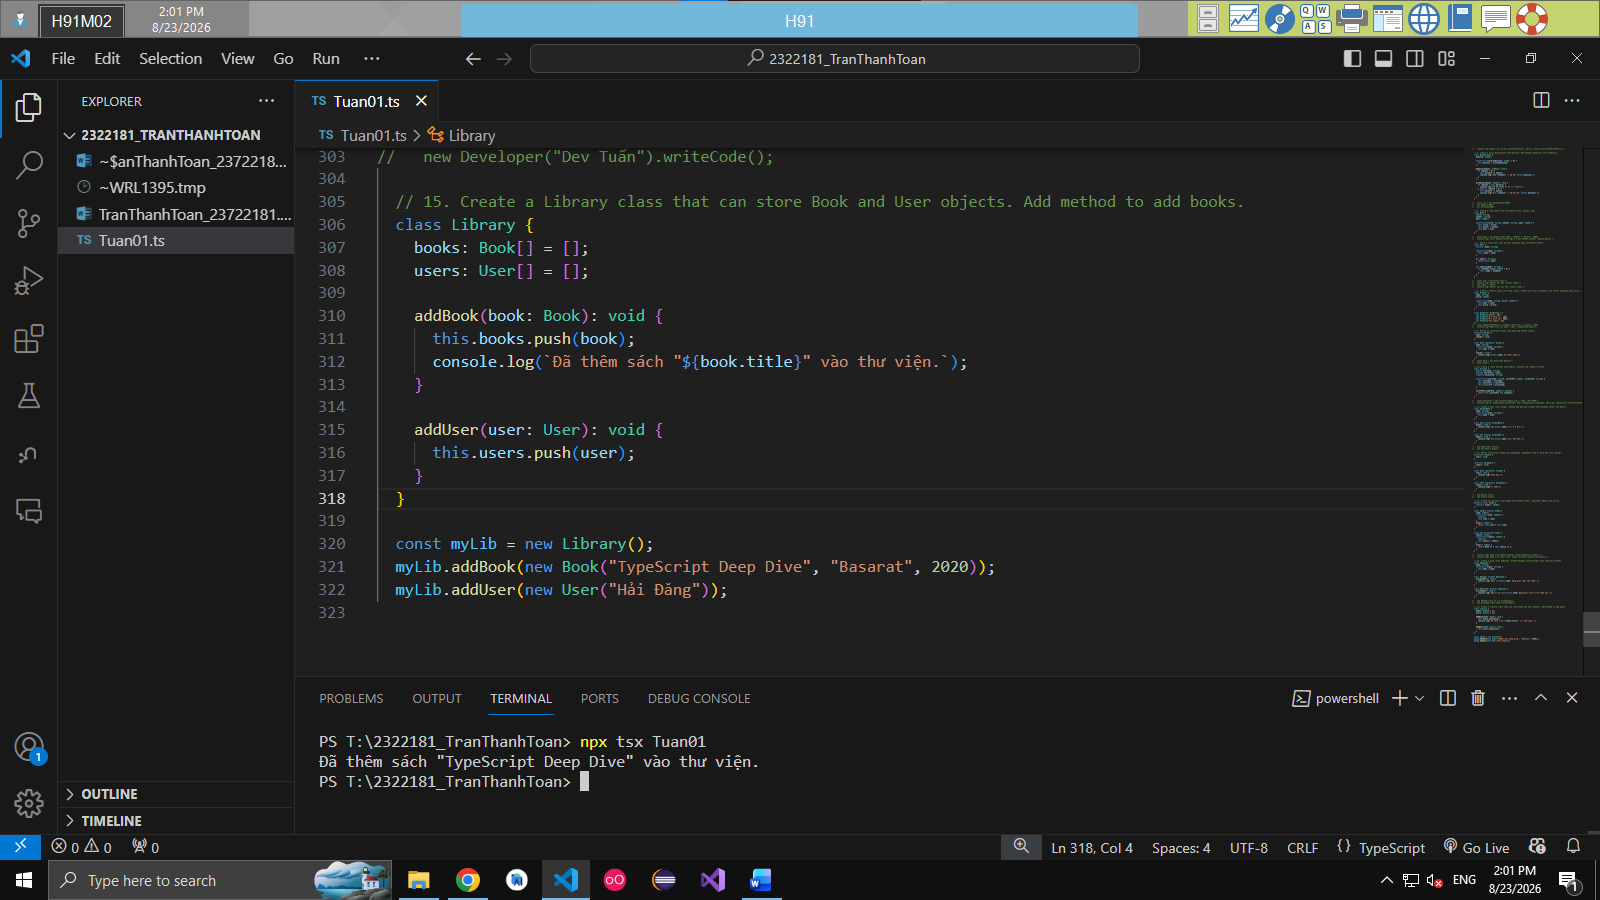 H91M02
2:01 PM
8/23/2026
H91
Q W
A S
File Edit Selection View Go Run ···
2322181_TranThanhToan
EXPLORER ···
2322181_TRANTHANHTOAN
~$anThanhToan_2372218...
~WRL1395.tmp
TranThanhToan_23722181....
TS Tuan01.ts
OUTLINE
TIMELINE
TS Tuan01.ts
TS Tuan01.ts > Library
303 //   new Developer("Dev Tuấn").writeCode();
304
305 // 15. Create a Library class that can store Book and User objects. Add method to add books.
306 class Library {
307 books: Book[] = [];
308 users: User[] = [];
309
310 addBook(book: Book): void {
311 this.books.push(book);
312 console.log(`Đã thêm sách "${book.title}" vào thư viện.`);
313 }
314
315 addUser(user: User): void {
316 this.users.push(user);
317 }
318 }
319
320 const myLib = new Library();
321 myLib.addBook(new Book("TypeScript Deep Dive", "Basarat", 2020));
322 myLib.addUser(new User("Hải Đăng"));
323
PROBLEMS OUTPUT TERMINAL PORTS DEBUG CONSOLE
powershell
PS T:\2322181_TranThanhToan> npx tsx Tuan01
Đã thêm sách "TypeScript Deep Dive" vào thư viện.
PS T:\2322181_TranThanhToan>
1
0 0 0
Ln 318, Col 4 Spaces: 4 UTF-8 CRLF {} TypeScript Go Live
Type here to search
ENG
2:01 PM
8/23/2026
1